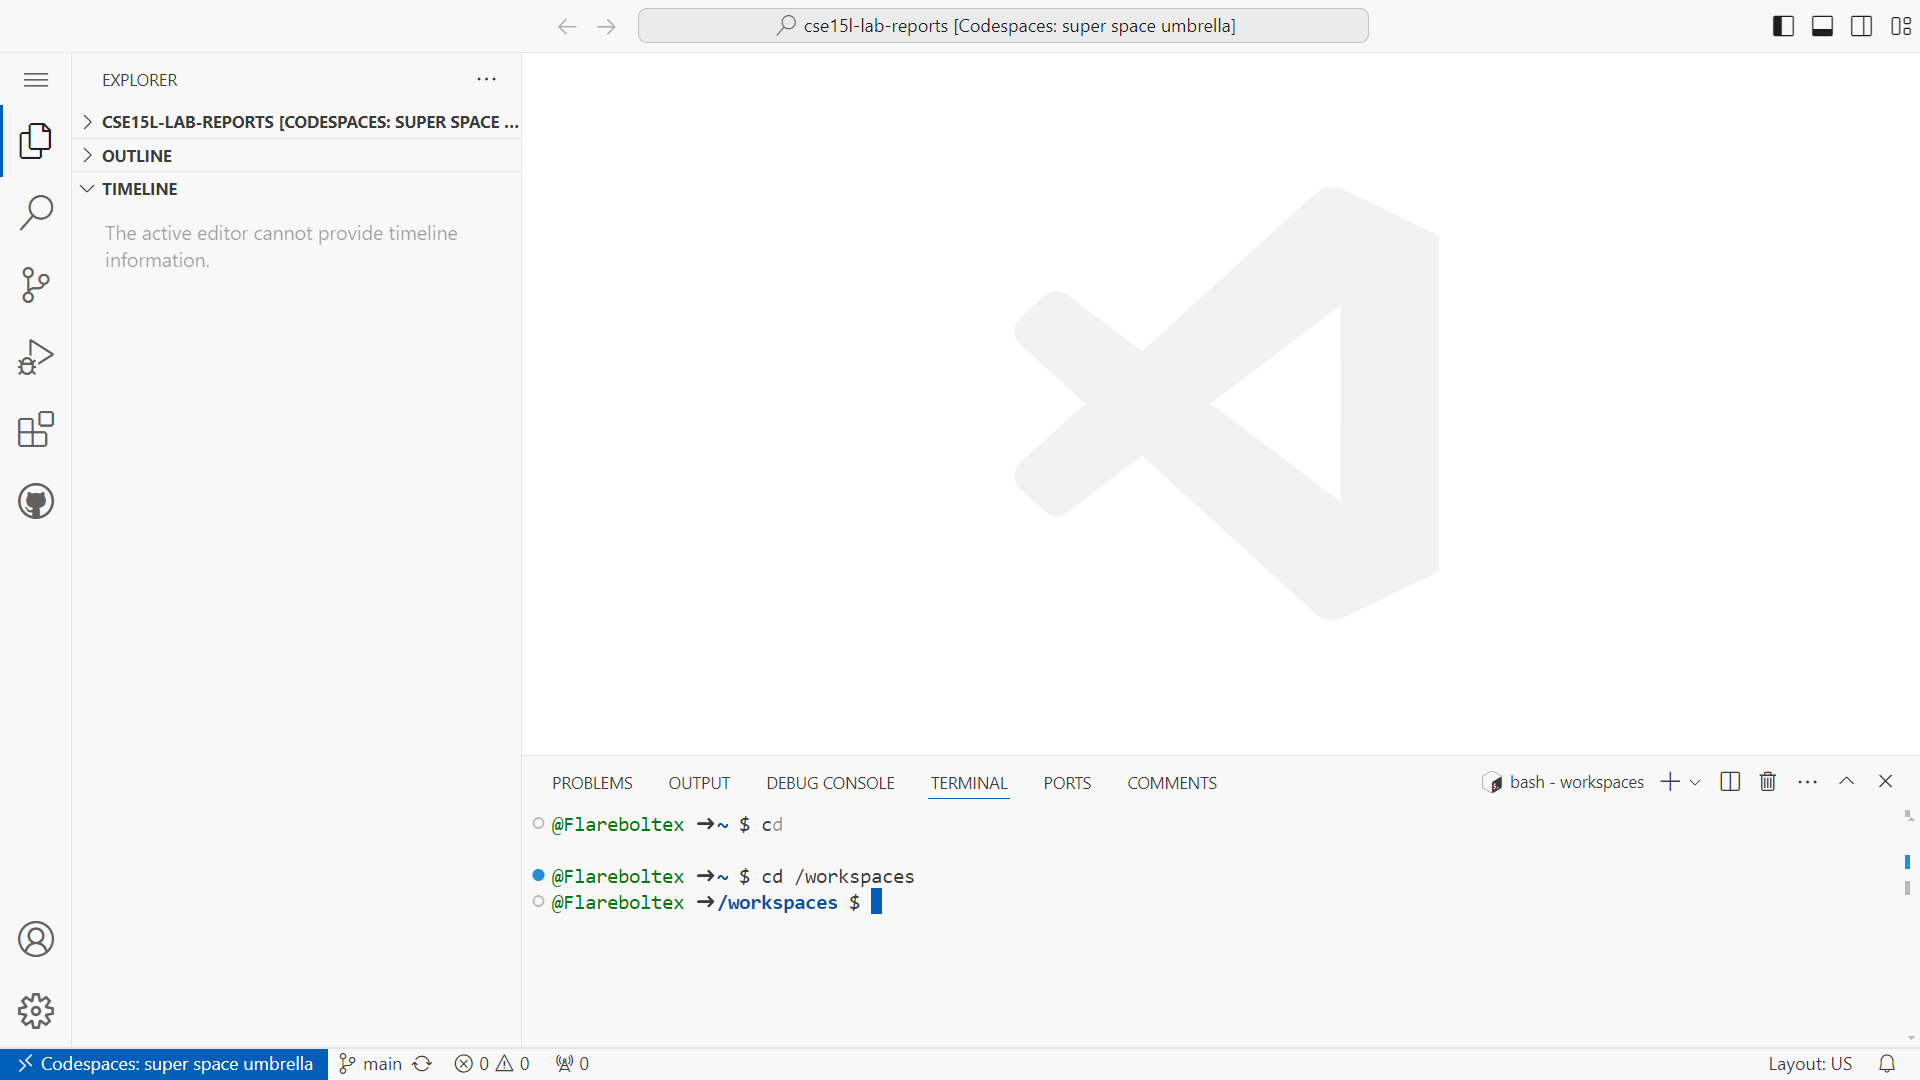 cse15l-lab-reports [Codespaces: super space umbrella]
EXPLORER
CSE15L-LAB-REPORTS [CODESPACES: SUPER SPACE ...
OUTLINE
TIMELINE
The active editor cannot provide timeline
information.
PROBLEMS OUTPUT DEBUG CONSOLE TERMINAL PORTS COMMENTS bash - workspaces
@Flareboltex ➜~ $ cd
@Flareboltex ➜~ $ cd /workspaces
@Flareboltex ➜/workspaces $
Codespaces: super space umbrella main 0 0 0 Layout: US